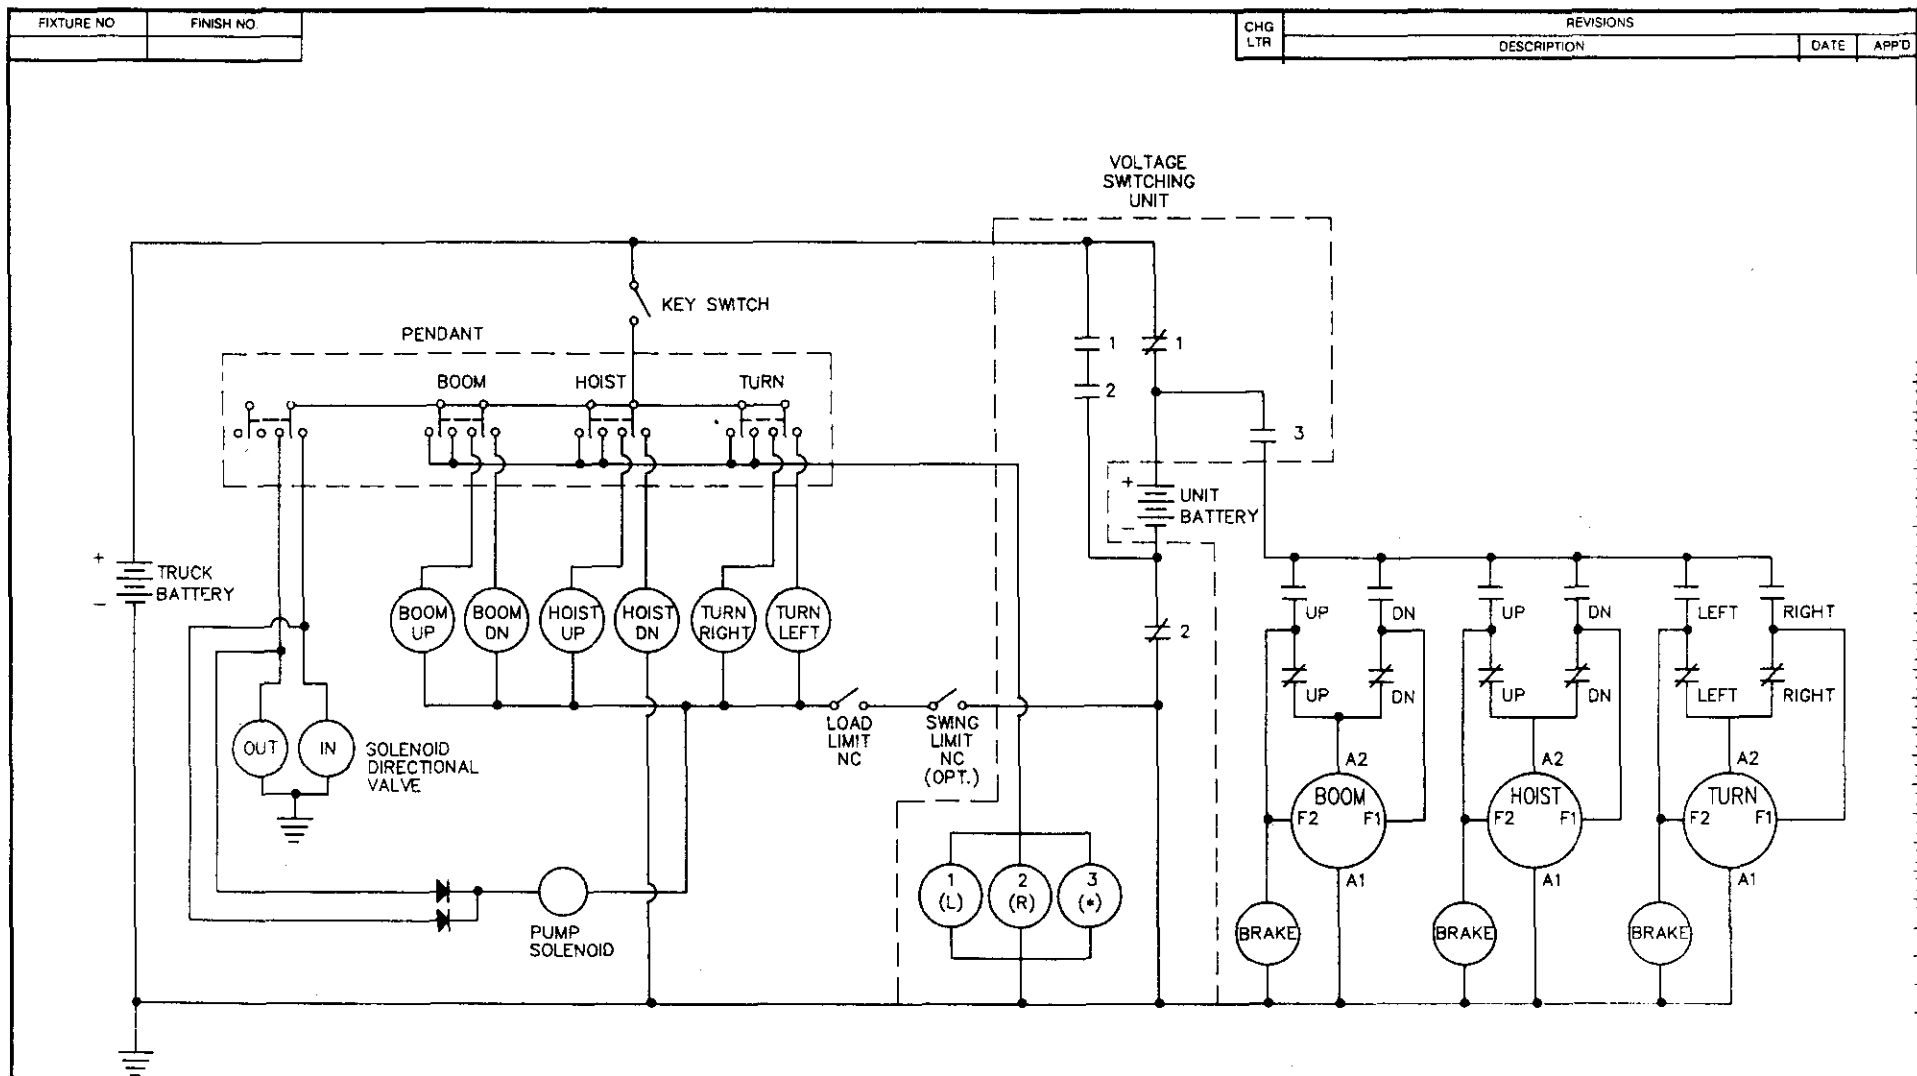 FIXTURE NO
FINISH NO.
CHG
LTR
REVISIONS
DESCRIPTION
DATE
APP'D
VOLTAGE
SWITCHING
UNIT
KEY SWITCH
PENDANT
BOOM
HOIST
TURN
1
1
2
3
+
UNIT
BATTERY
−
+
TRUCK
BATTERY
−
BOOM
UP
BOOM
DN
HOIST
UP
HOIST
DN
TURN
RIGHT
TURN
LEFT
2
UP
DN
UP
DN
LEFT
RIGHT
UP
DN
UP
DN
LEFT
RIGHT
LOAD
LIMIT
NC
SWING
LIMIT
NC
(OPT.)
OUT
IN
SOLENOID
DIRECTIONAL
VALVE
A2
BOOM
F2
F1
A1
A2
HOIST
F2
F1
A1
A2
TURN
F2
F1
A1
1
(L)
2
(R)
3
(*)
PUMP
SOLENOID
BRAKE
BRAKE
BRAKE